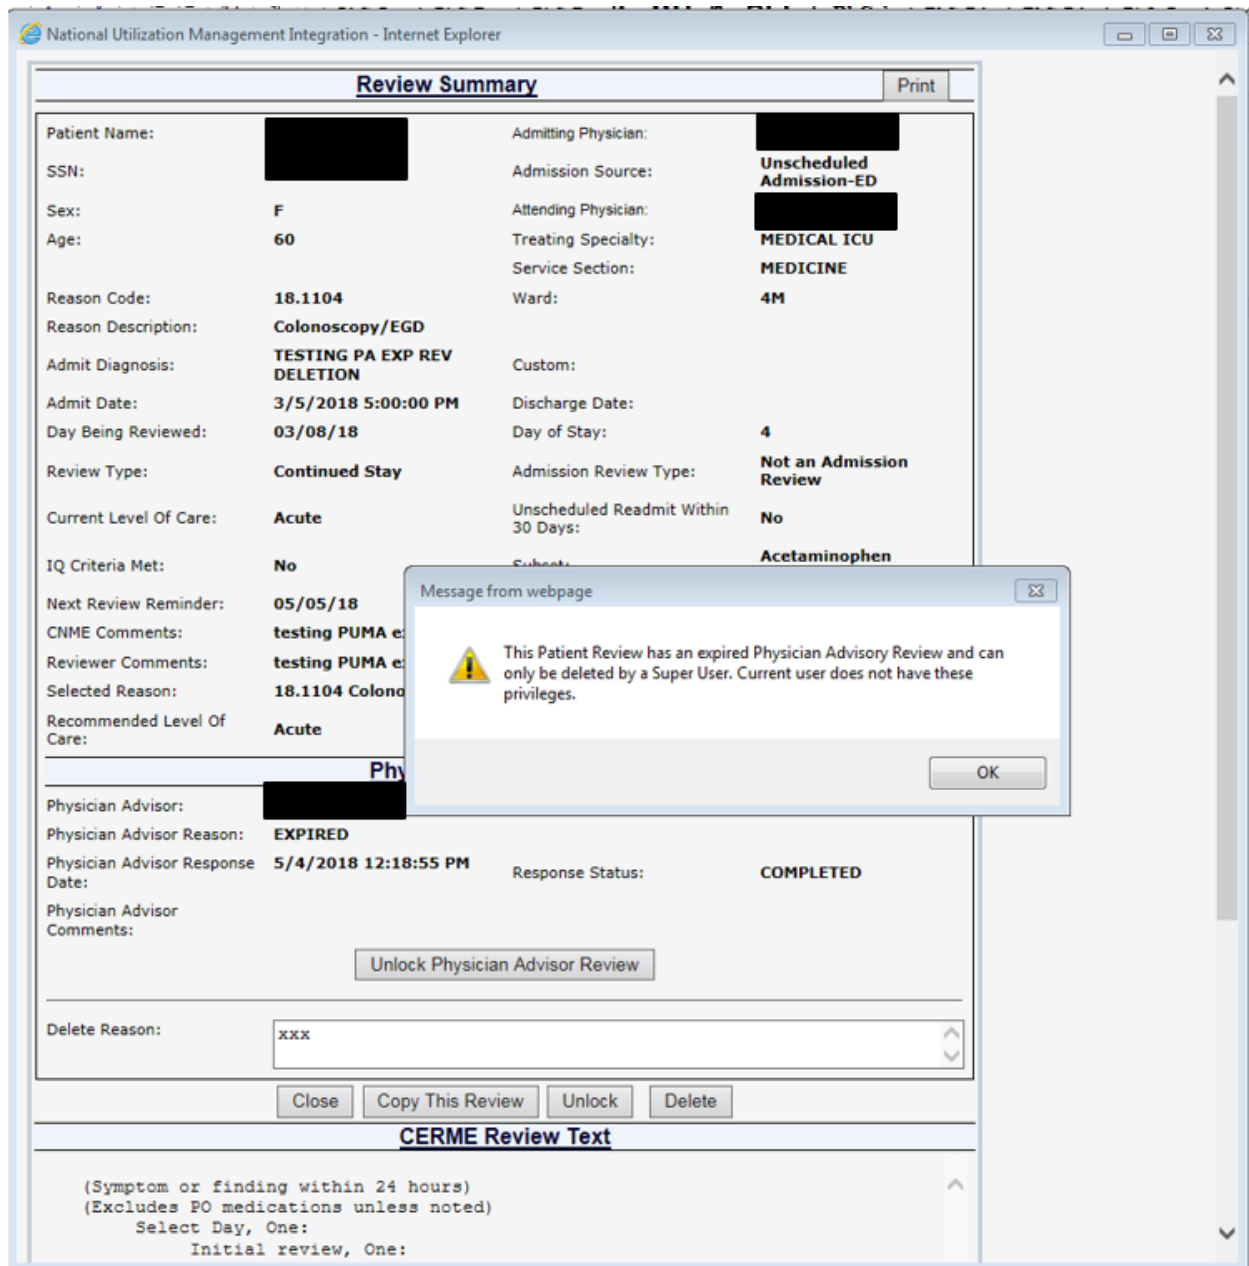 National Utilization Management Integration - Internet Explorer
Review Summary
Print
Patient Name:
Admitting Physician:
SSN:
Admission Source:
Unscheduled
Admission-ED
Sex:
F
Attending Physician:
Age:
60
Treating Specialty:
MEDICAL ICU
Service Section:
MEDICINE
Reason Code:
18.1104
Ward:
4M
Reason Description:
Colonoscopy/EGD
Admit Diagnosis:
TESTING PA EXP REV
DELETION
Custom:
Admit Date:
3/5/2018 5:00:00 PM
Discharge Date:
Day Being Reviewed:
03/08/18
Day of Stay:
4
Review Type:
Continued Stay
Admission Review Type:
Not an Admission
Review
Current Level Of Care:
Acute
Unscheduled Readmit Within
30 Days:
No
IQ Criteria Met:
No
Subset:
Acetaminophen
Next Review Reminder:
05/05/18
CNME Comments:
testing PUMA e
Reviewer Comments:
testing PUMA e
Selected Reason:
18.1104 Colono
Recommended Level Of
Care:
Acute
Message from webpage
This Patient Review has an expired Physician Advisory Review and can
only be deleted by a Super User. Current user does not have these
privileges.
OK
Phy
Physician Advisor:
Physician Advisor Reason:
EXPIRED
Physician Advisor Response
Date:
5/4/2018 12:18:55 PM
Response Status:
COMPLETED
Physician Advisor
Comments:
Unlock Physician Advisor Review
Delete Reason:
xxx
Close
Copy This Review
Unlock
Delete
CERME Review Text
(Symptom or finding within 24 hours)
(Excludes PO medications unless noted)
Select Day, One:
Initial review, One: